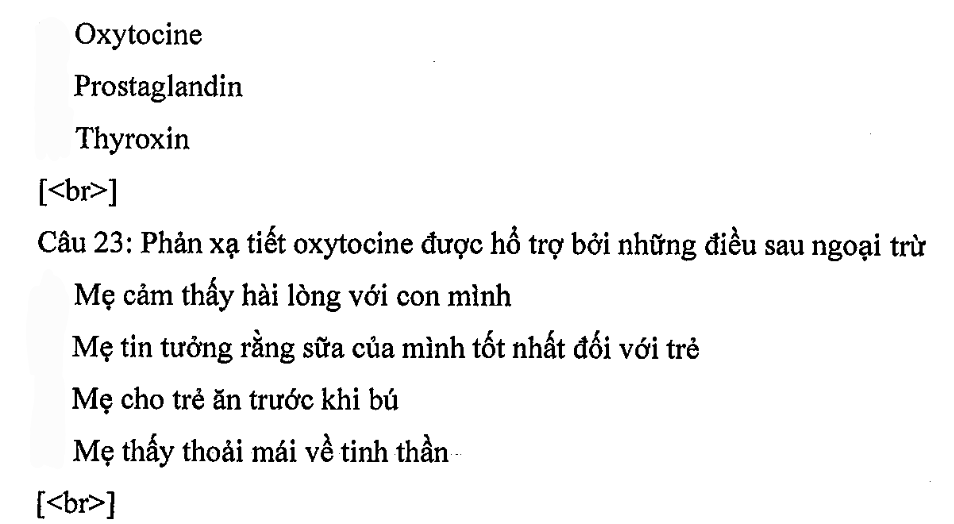 Oxytocine
Prostaglandin
Thyroxin
[<br>]
Câu 23: Phản xạ tiết oxytocine được hổ trợ bởi những điều sau ngoại trừ
Mẹ cảm thấy hài lòng với con mình
Mẹ tin tưởng rằng sữa của mình tốt nhất đối với trẻ
Mẹ cho trẻ ăn trước khi bú
Mẹ thấy thoải mái về tinh thần
[<br>]